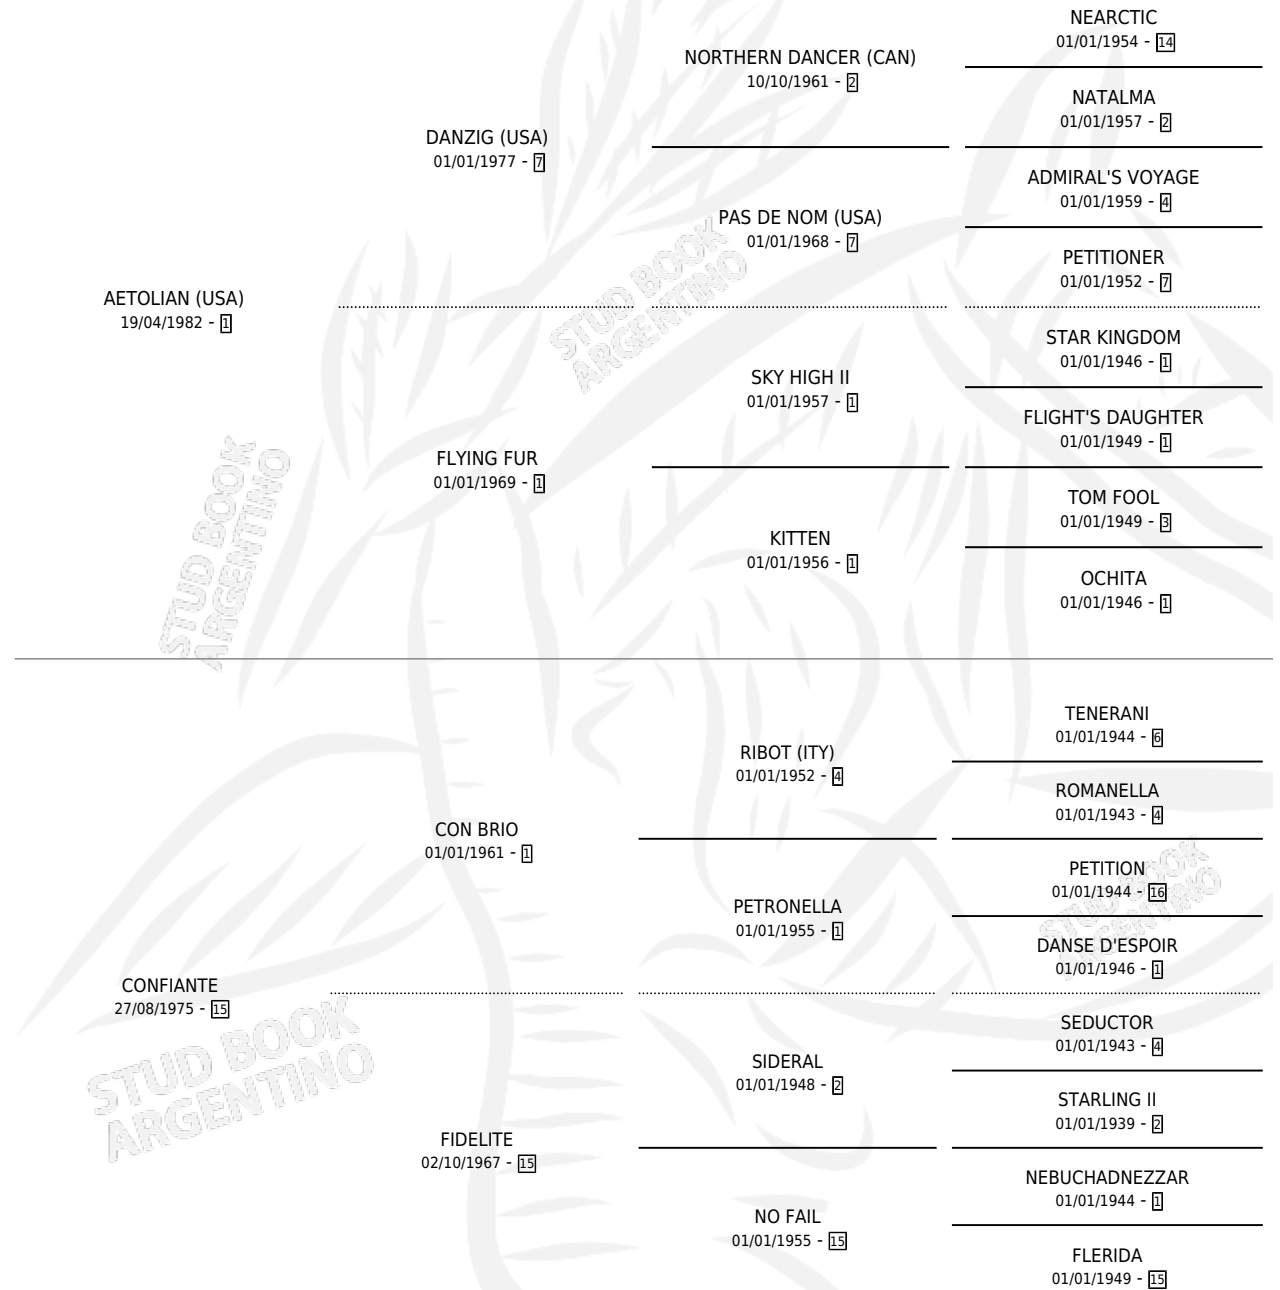 NEARCTIC
01/01/1954 - 14
NORTHERN DANCER (CAN)
10/10/1961 - 2
NATALMA
01/01/1957 - 2
DANZIG (USA)
01/01/1977 - 7
ADMIRAL'S VOYAGE
01/01/1959 - 4
PAS DE NOM (USA)
01/01/1968 - 7
PETITIONER
01/01/1952 - 7
AETOLIAN (USA)
19/04/1982 - 1
STUD BOOK
ARGENTINO
STAR KINGDOM
01/01/1946 - 1
SKY HIGH II
01/01/1957 - 1
FLIGHT'S DAUGHTER
01/01/1949 - 1
FLYING FUR
01/01/1969 - 1
TOM FOOL
01/01/1949 - 3
KITTEN
01/01/1956 - 1
OCHITA
01/01/1946 - 1
STUD BOOK
ARGENTINO
TENERANI
01/01/1944 - 6
RIBOT (ITY)
01/01/1952 - 4
ROMANELLA
01/01/1943 - 4
CON BRIO
01/01/1961 - 1
PETITION
01/01/1944 - 16
PETRONELLA
01/01/1955 - 1
STUD BOOK
ARGENTINO
DANSE D'ESPOIR
01/01/1946 - 1
CONFIANTE
27/08/1975 - 15
STUD BOOK
ARGENTINO
SEDUCTOR
01/01/1943 - 4
SIDERAL
01/01/1948 - 2
STARLING II
01/01/1939 - 2
FIDELITE
02/10/1967 - 15
NEBUCHADNEZZAR
01/01/1944 - 1
NO FAIL
01/01/1955 - 15
FLERIDA
01/01/1949 - 15